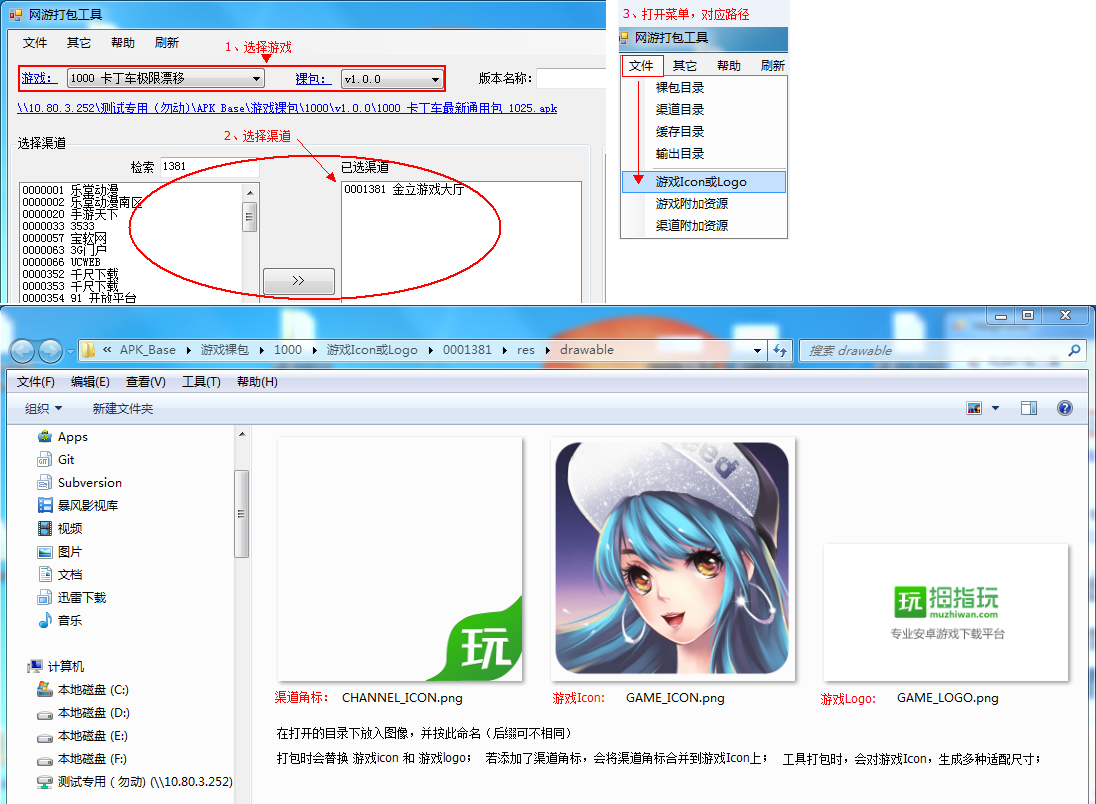 网游打包工具
文件 其它 帮助 刷新
1、选择游戏
游戏: 1000 卡丁车极限漂移 裸包: v1.0.0 版本名称:
\\10.80.3.252\测试专用（勿动)\APK_Base\游戏裸包\1000\v1.0.0\1000_卡丁车最新通用包_1025.apk
2、选择渠道
选择渠道
检索 1381 已选渠道
0000001 乐堂动漫
0000002 乐堂动漫南区
0000020 手游天下
0000033 3533
0000057 宝软网
0000063 3G门户
0000066 UCWEB
0000352 千尺下载
0000353 千尺下载
0000354 91 开放平台
0001381 金立游戏大厅
>>
3、打开菜单，对应路径
网游打包工具
文件 其它 帮助 刷新
裸包目录
渠道目录
缓存目录
输出目录
游戏Icon或Logo
游戏附加资源
渠道附加资源
« APK_Base 游戏裸包 1000 游戏Icon或Logo 0001381 res drawable
搜索 drawable
文件(F) 编辑(E) 查看(V) 工具(T) 帮助(H)
组织 新建文件夹
Apps
Git
Subversion
暴风影视库
视频
图片
文档
迅雷下载
音乐
计算机
本地磁盘 (C:)
本地磁盘 (D:)
本地磁盘 (E:)
本地磁盘 (F:)
测试专用（勿动) (\\10.80.3.252)
玩
eed
玩 拇指玩
muzhiwan.com
专业安卓游戏下载平台
渠道角标: CHANNEL_ICON.png
游戏Icon: GAME_ICON.png
游戏Logo: GAME_LOGO.png
在打开的目录下放入图像，并按此命名（后缀可不相同）
打包时会替换 游戏icon 和 游戏logo； 若添加了渠道角标，会将渠道角标合并到游戏Icon上； 工具打包时，会对游戏Icon，生成多种适配尺寸；